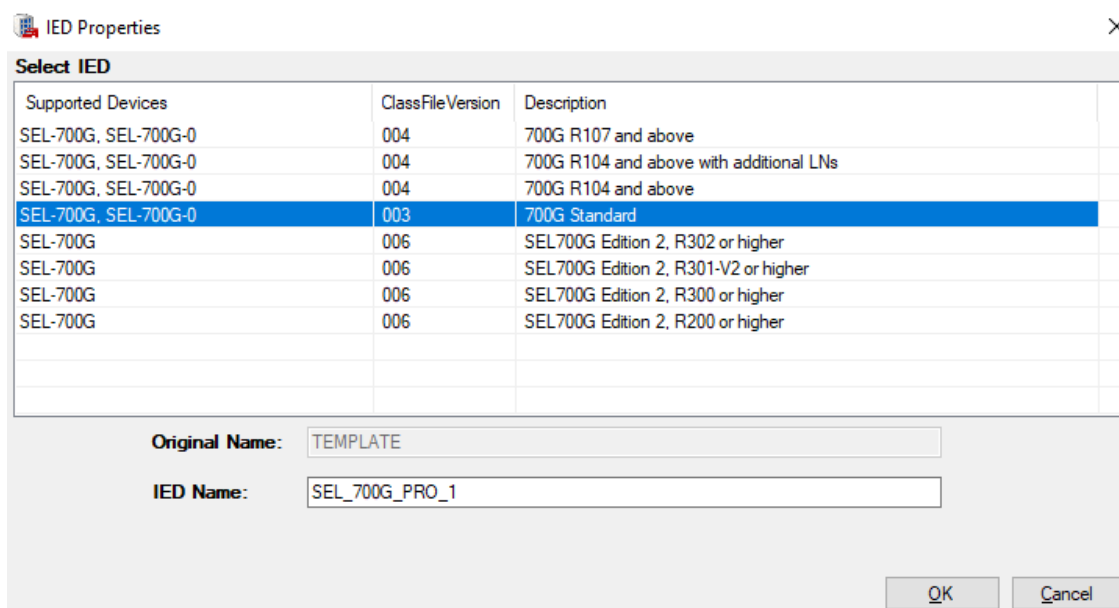 IED Properties
Select IED
Supported Devices ClassFileVersion Description
SEL-700G, SEL-700G-0 004 700G R107 and above
SEL-700G, SEL-700G-0 004 700G R104 and above with additional LNs
SEL-700G, SEL-700G-0 004 700G R104 and above
SEL-700G, SEL-700G-0 003 700G Standard
SEL-700G 006 SEL700G Edition 2, R302 or higher
SEL-700G 006 SEL700G Edition 2, R301-V2 or higher
SEL-700G 006 SEL700G Edition 2, R300 or higher
SEL-700G 006 SEL700G Edition 2, R200 or higher
Original Name: TEMPLATE
IED Name: SEL_700G_PRO_1
OK Cancel